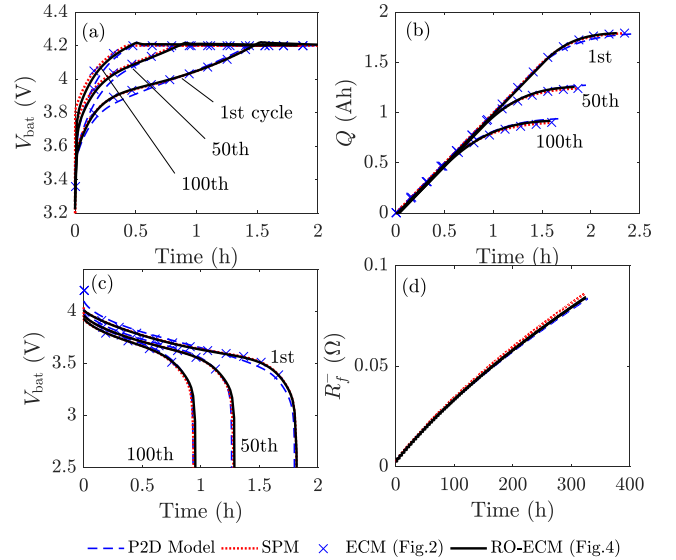 (a)
V_bat (V)
4.2
4
3.8
3.6
3.4
3.2
1st cycle
50th
100th
0 0.5 1 1.5 2
Time (h)
(b)
Q (Ah)
2
1.5
1
0.5
0
1st
50th
100th
0 0.5 1 1.5 2 2.5
Time (h)
(c)
V_bat (V)
4
3.5
3
2.5
1st
100th
50th
0 0.5 1 1.5 2
Time (h)
(d)
R_f^- (Ω)
0.1
0.05
0
0 100 200 300 400
Time (h)
P2D Model SPM ECM (Fig.2) RO-ECM (Fig.4)